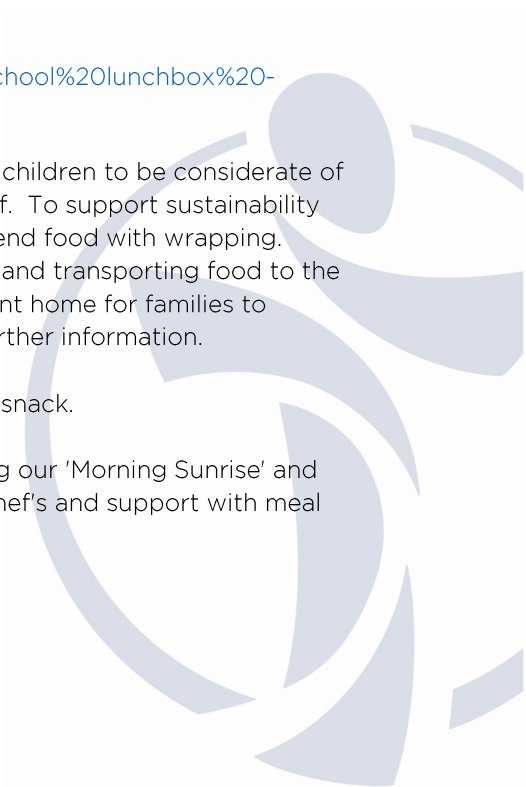 chool%20lunchbox%20-
children to be considerate of
f. To support sustainability
end food with wrapping.
and transporting food to the
nt home for families to
rther information.
snack.
g our 'Morning Sunrise' and
nef's and support with meal